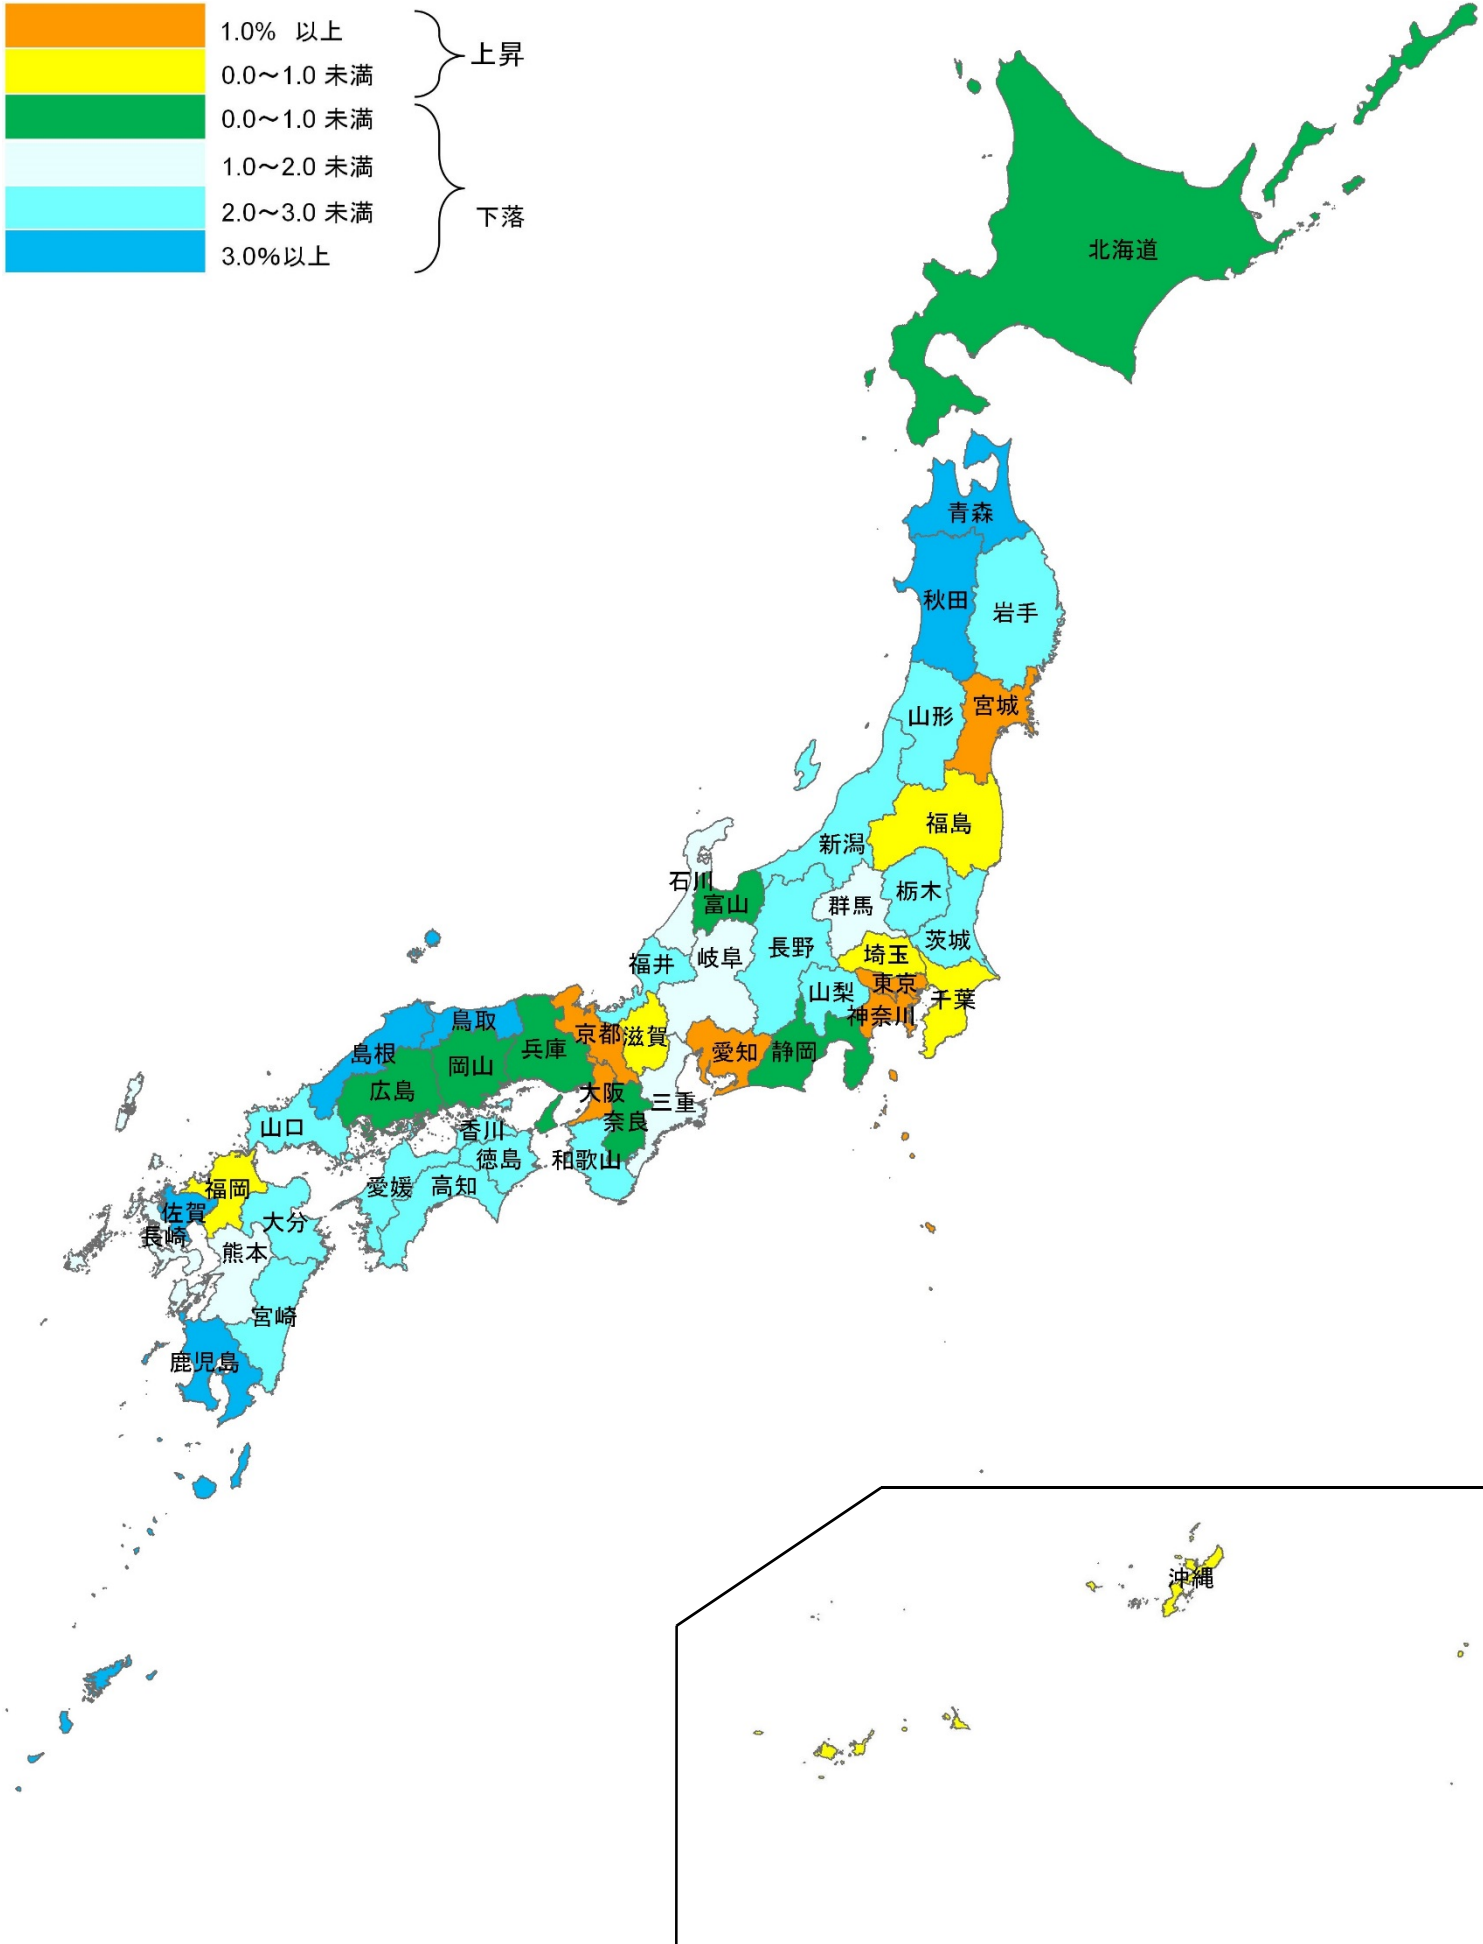 1.0% 以上
0.0～1.0 未満
上昇
0.0～1.0 未満
1.0～2.0 未満
2.0～3.0 未満
3.0%以上
下落
北海道
青森
秋田
岩手
宮城
山形
福島
新潟
石川
富山
群馬
栃木
茨城
長野
岐阜
福井
埼玉
東京
山梨
千葉
神奈川
鳥取
京都
滋賀
愛知
静岡
島根
兵庫
岡山
広島
大阪
三重
奈良
山口
香川
徳島
和歌山
愛媛
高知
福岡
佐賀
大分
長崎
熊本
宮崎
鹿児島
沖縄